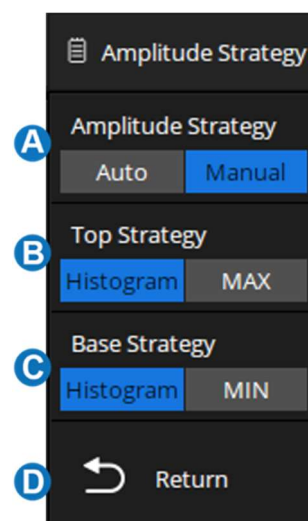 Amplitude Strategy
A
Amplitude Strategy
Auto Manual
B
Top Strategy
Histogram MAX
C
Base Strategy
Histogram MIN
D
Return